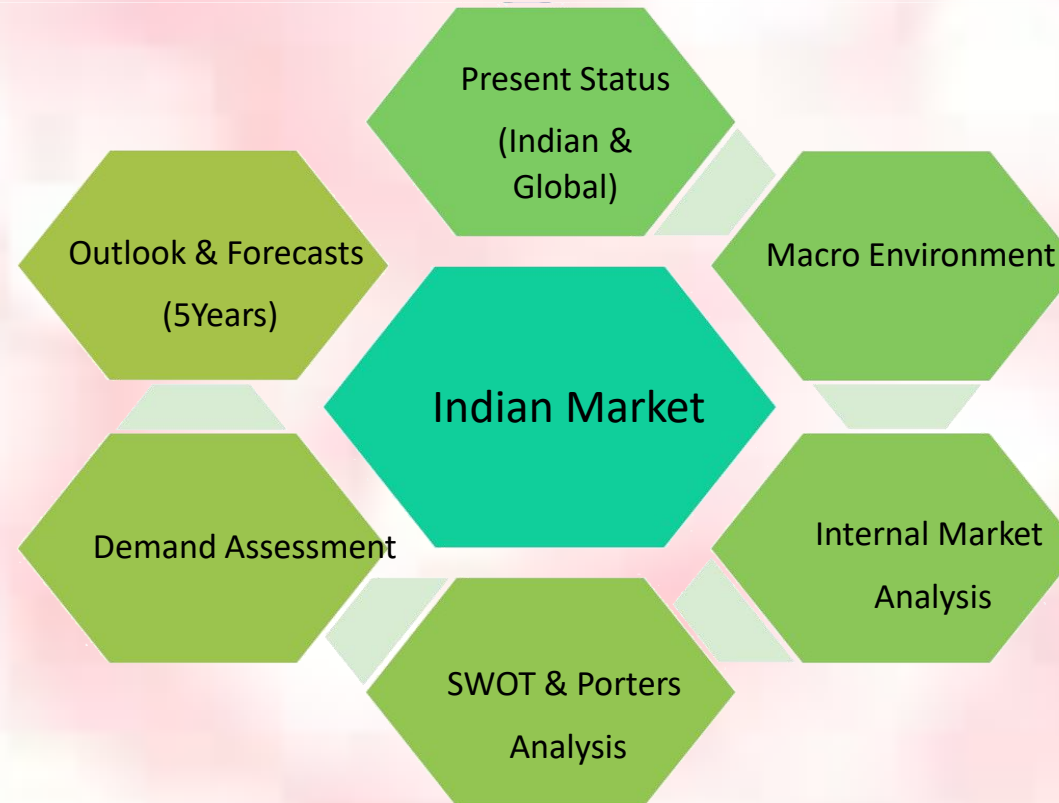 Present Status
(Indian &
Global)
Macro Environment
Internal Market
Analysis
SWOT & Porters
Analysis
Demand Assessment
Outlook & Forecasts
(5Years)
Indian Market